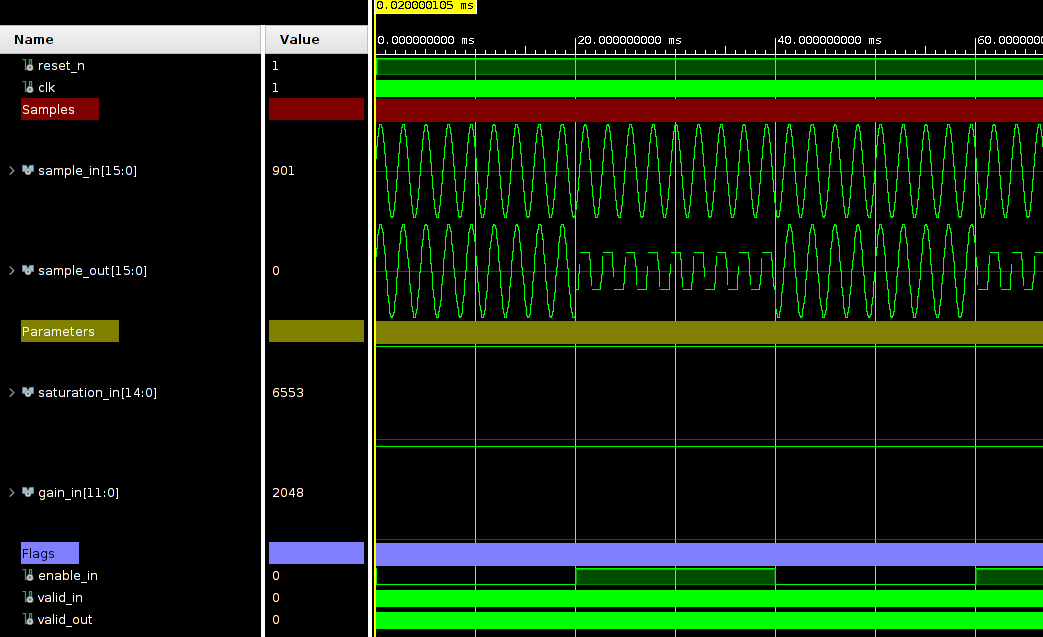 0.020000105 ms
Name Value
0.000000000 ms 20.000000000 ms 40.000000000 ms 60.0000000
reset_n 1
clk 1
Samples
sample_in[15:0] 901
sample_out[15:0] 0
Parameters
saturation_in[14:0] 6553
gain_in[11:0] 2048
Flags
enable_in 0
valid_in 0
valid_out 0